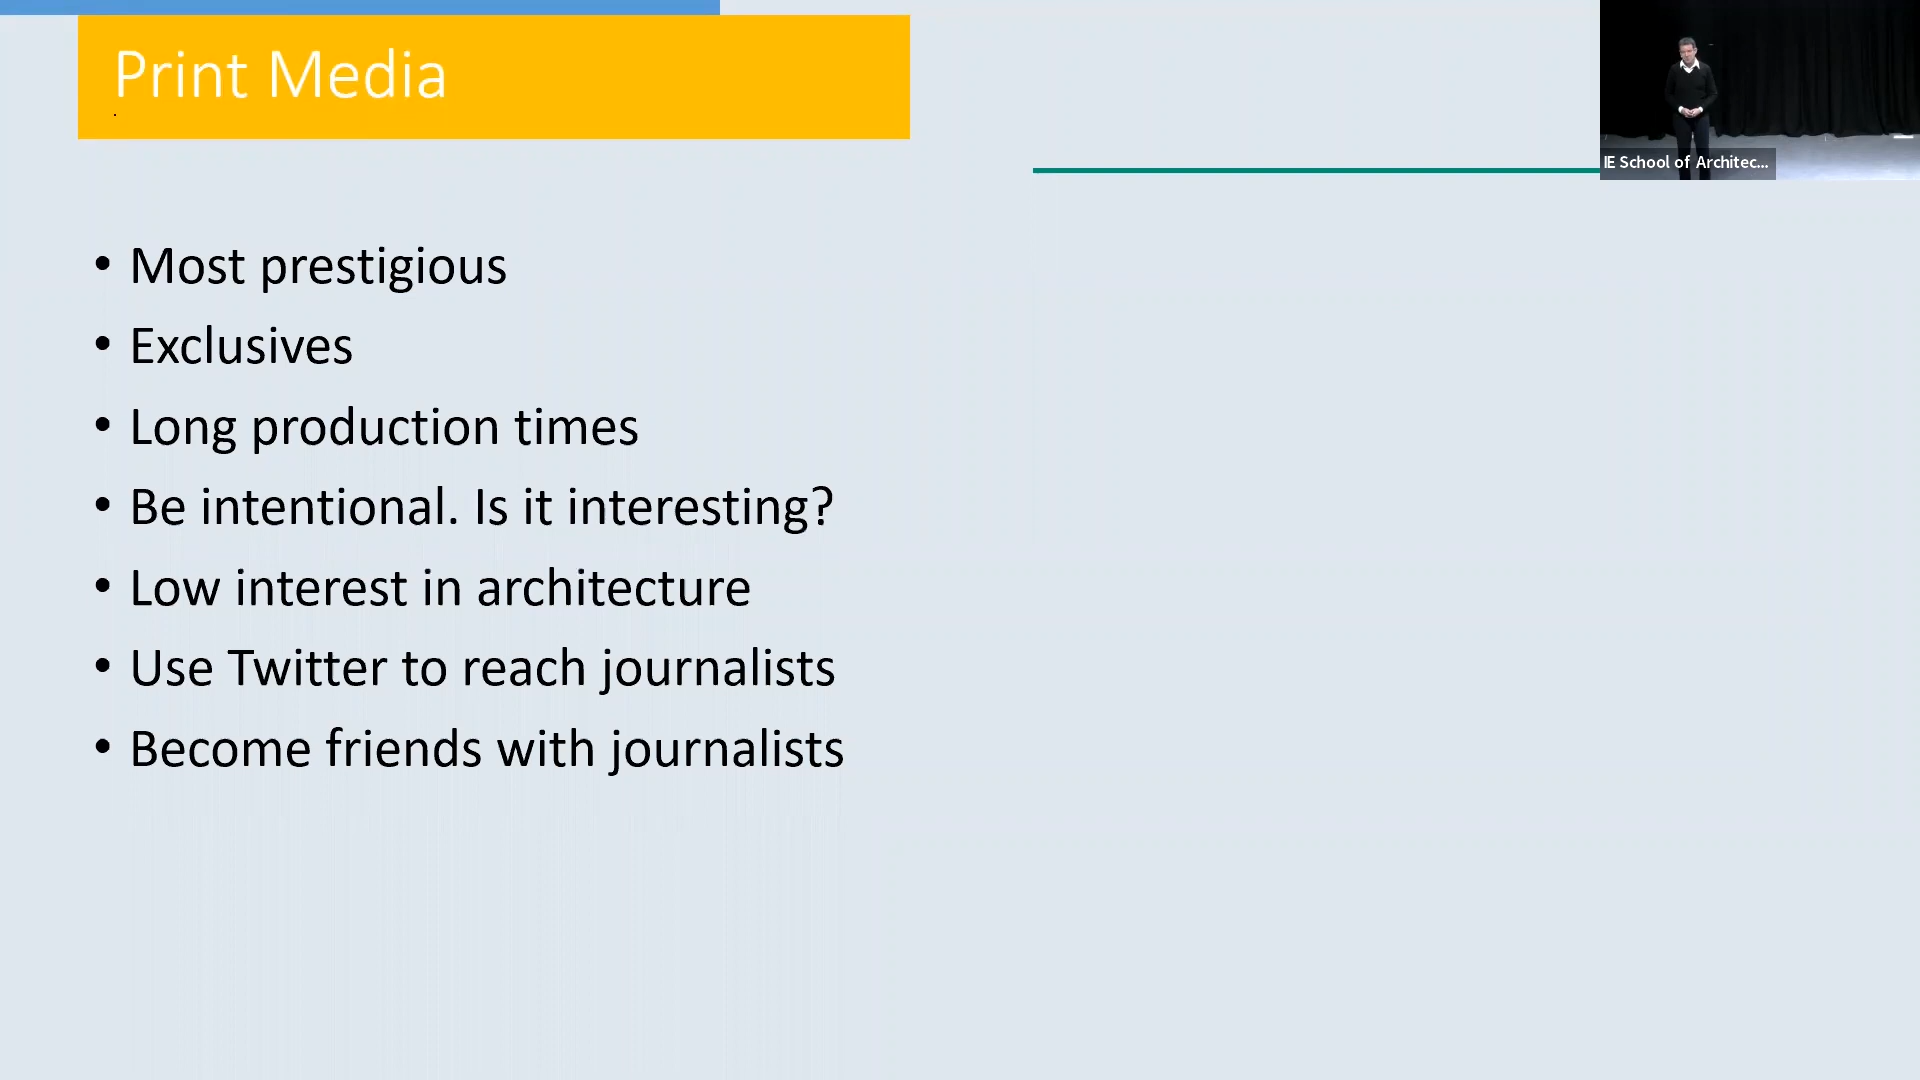 Print Media
.
IE School of Architec...
• Most prestigious
• Exclusives
• Long production times
• Be intentional. Is it interesting?
• Low interest in architecture
• Use Twitter to reach journalists
• Become friends with journalists